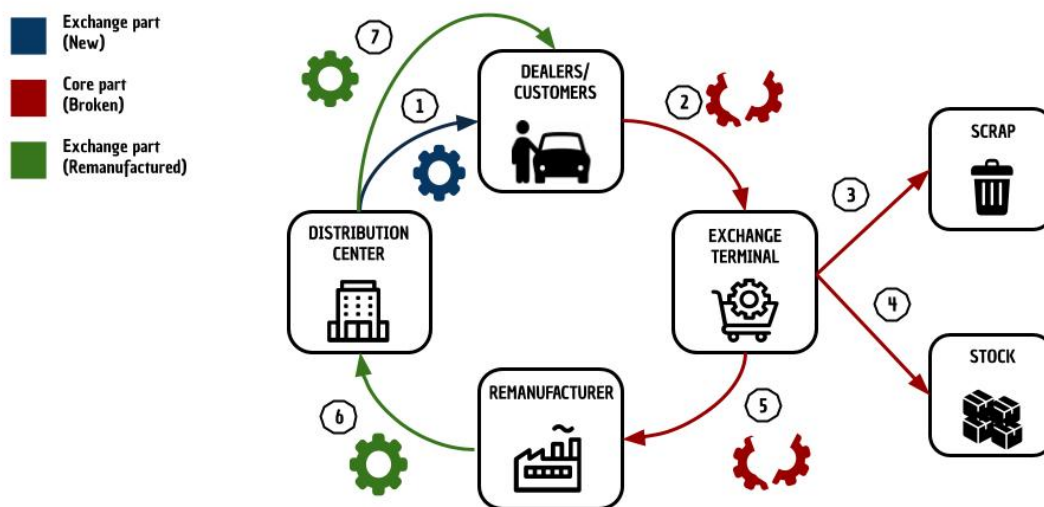 Exchange part
(New)
Core part
(Broken)
Exchange part
(Remanufactured)
7
1
DEALERS/
CUSTOMERS
2
SCRAP
3
DISTRIBUTION
CENTER
EXCHANGE
TERMINAL
4
STOCK
REMANUFACTURER
6
5